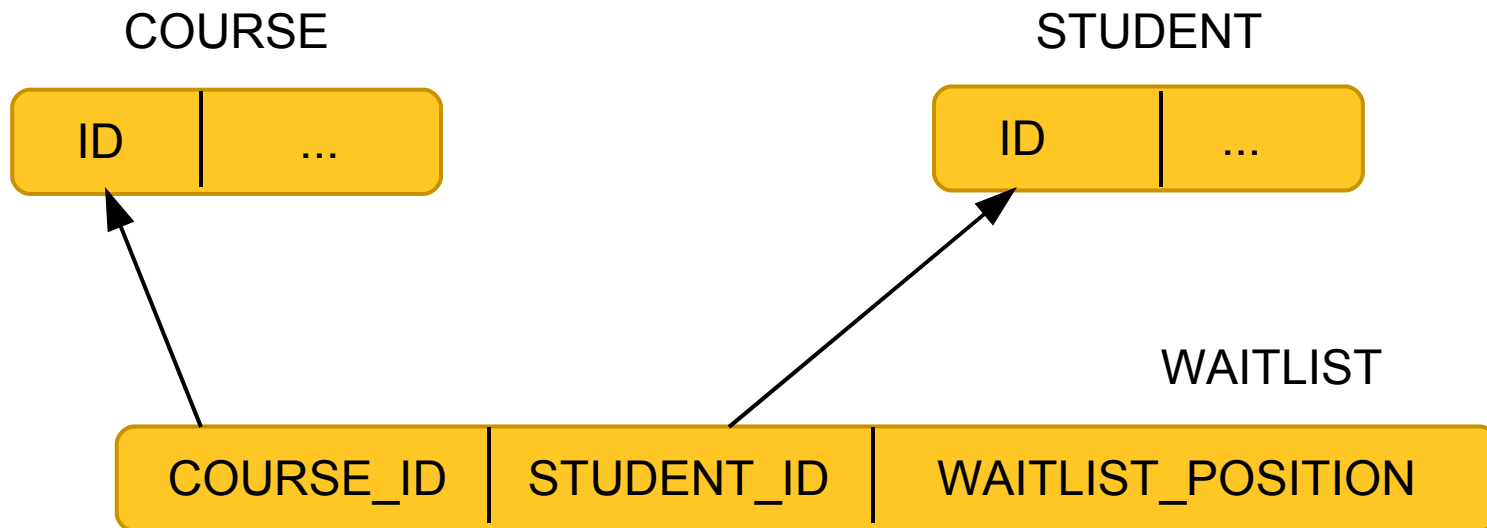 COURSE
STUDENT
ID
...
ID
...
WAITLIST
COURSE_ID
STUDENT_ID
WAITLIST_POSITION